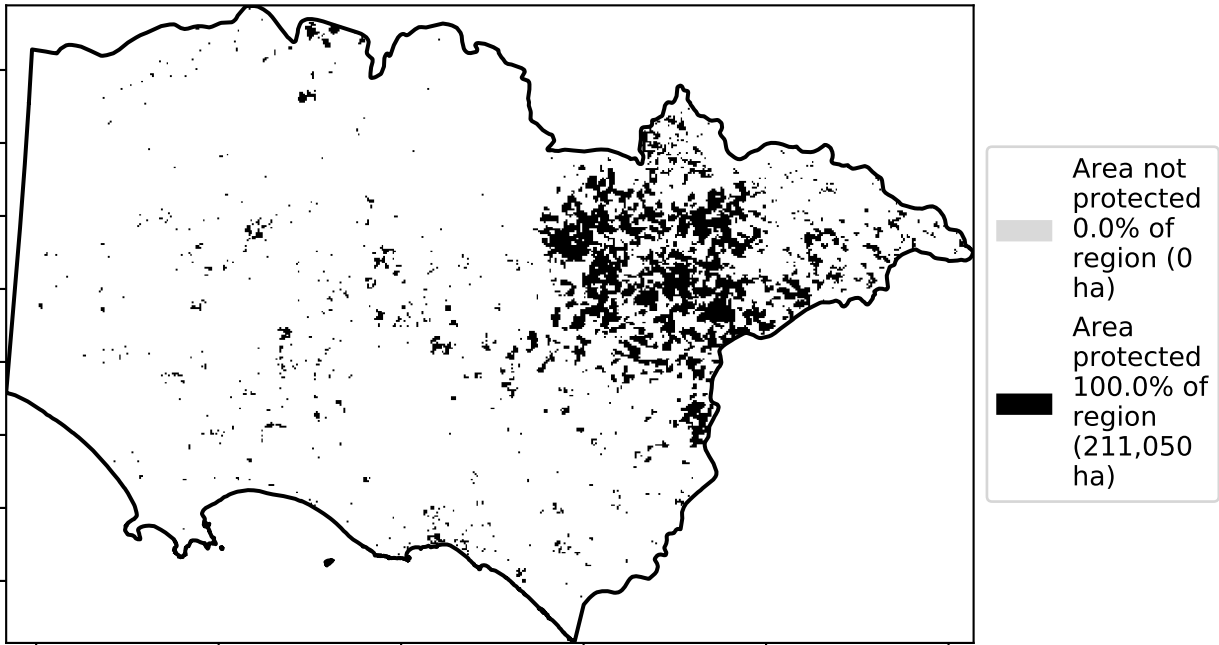 Area not
protected
0.0% of
region (0
ha)
Area
protected
100.0% of
region
(211,050
ha)